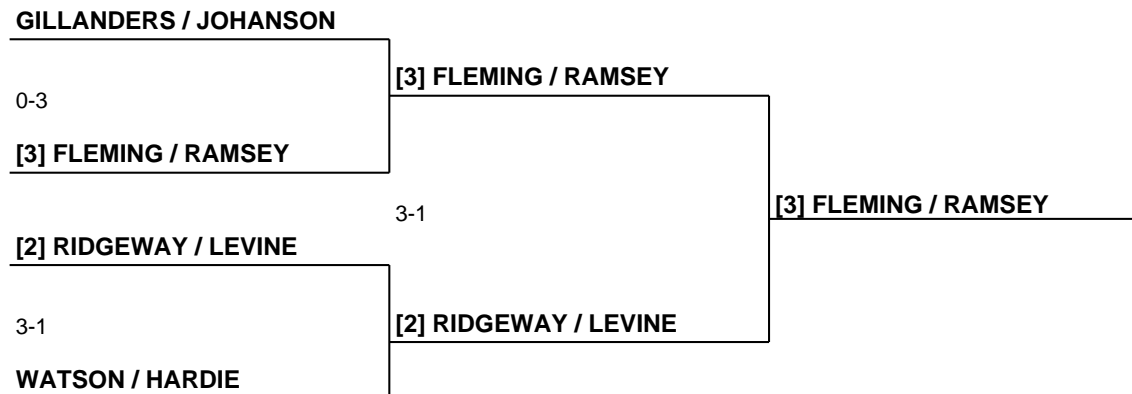 GILLANDERS / JOHANSON
[3] FLEMING / RAMSEY
0-3
[3] FLEMING / RAMSEY
3-1
[3] FLEMING / RAMSEY
[2] RIDGEWAY / LEVINE
3-1
[2] RIDGEWAY / LEVINE
WATSON / HARDIE